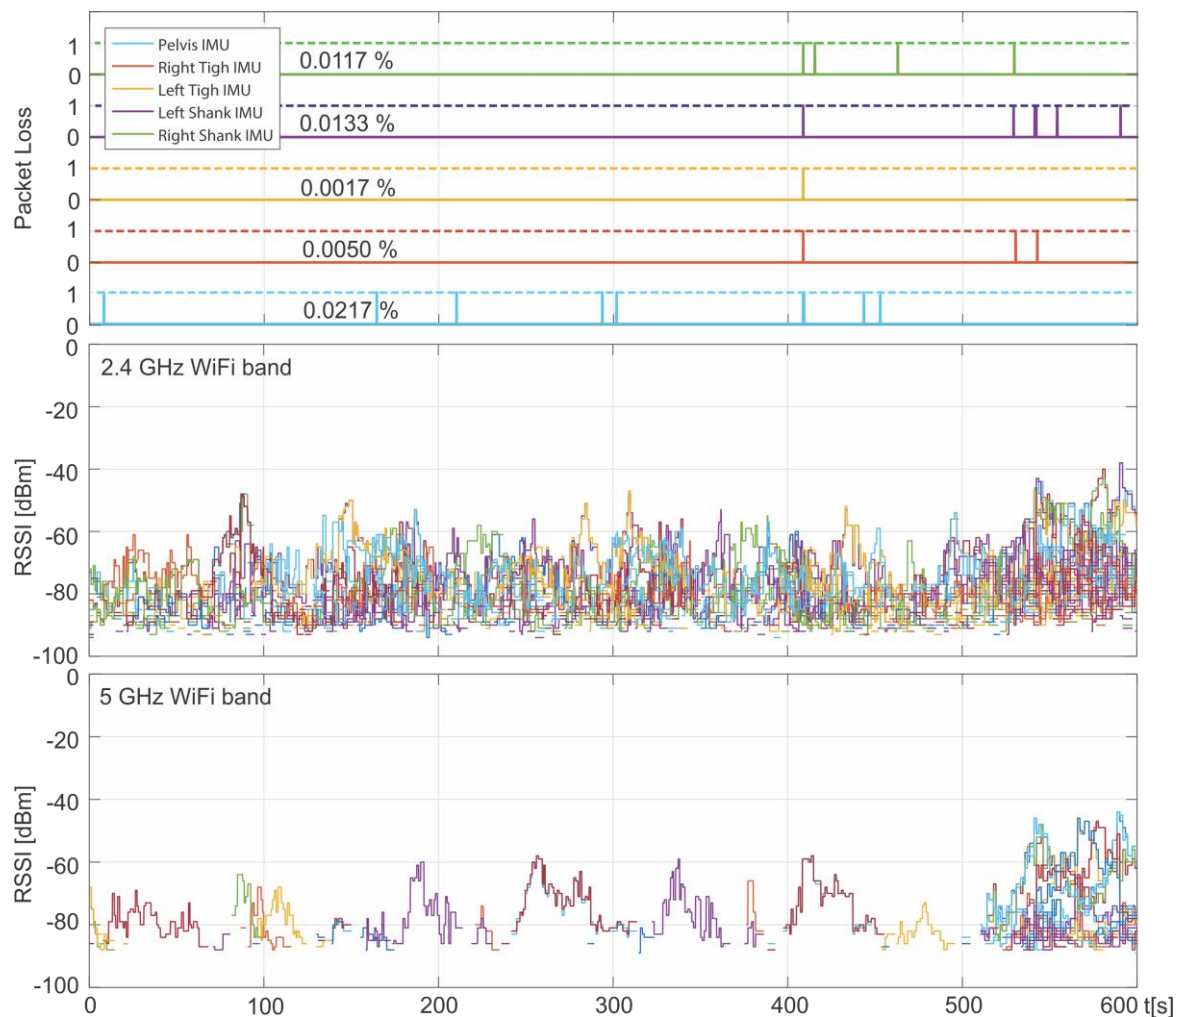 Packet Loss
1
0
0.0117 %
1
0
0.0133 %
1
0
0.0017 %
1
0
0.0050 %
1
0
0.0217 %
Pelvis IMU
Right Tigh IMU
Left Tigh IMU
Left Shank IMU
Right Shank IMU
2.4 GHz WiFi band
RSSI [dBm]
0
-20
-40
-60
-80
-100
5 GHz WiFi band
RSSI [dBm]
0
-20
-40
-60
-80
-100
0 100 200 300 400 500 600 t[s]